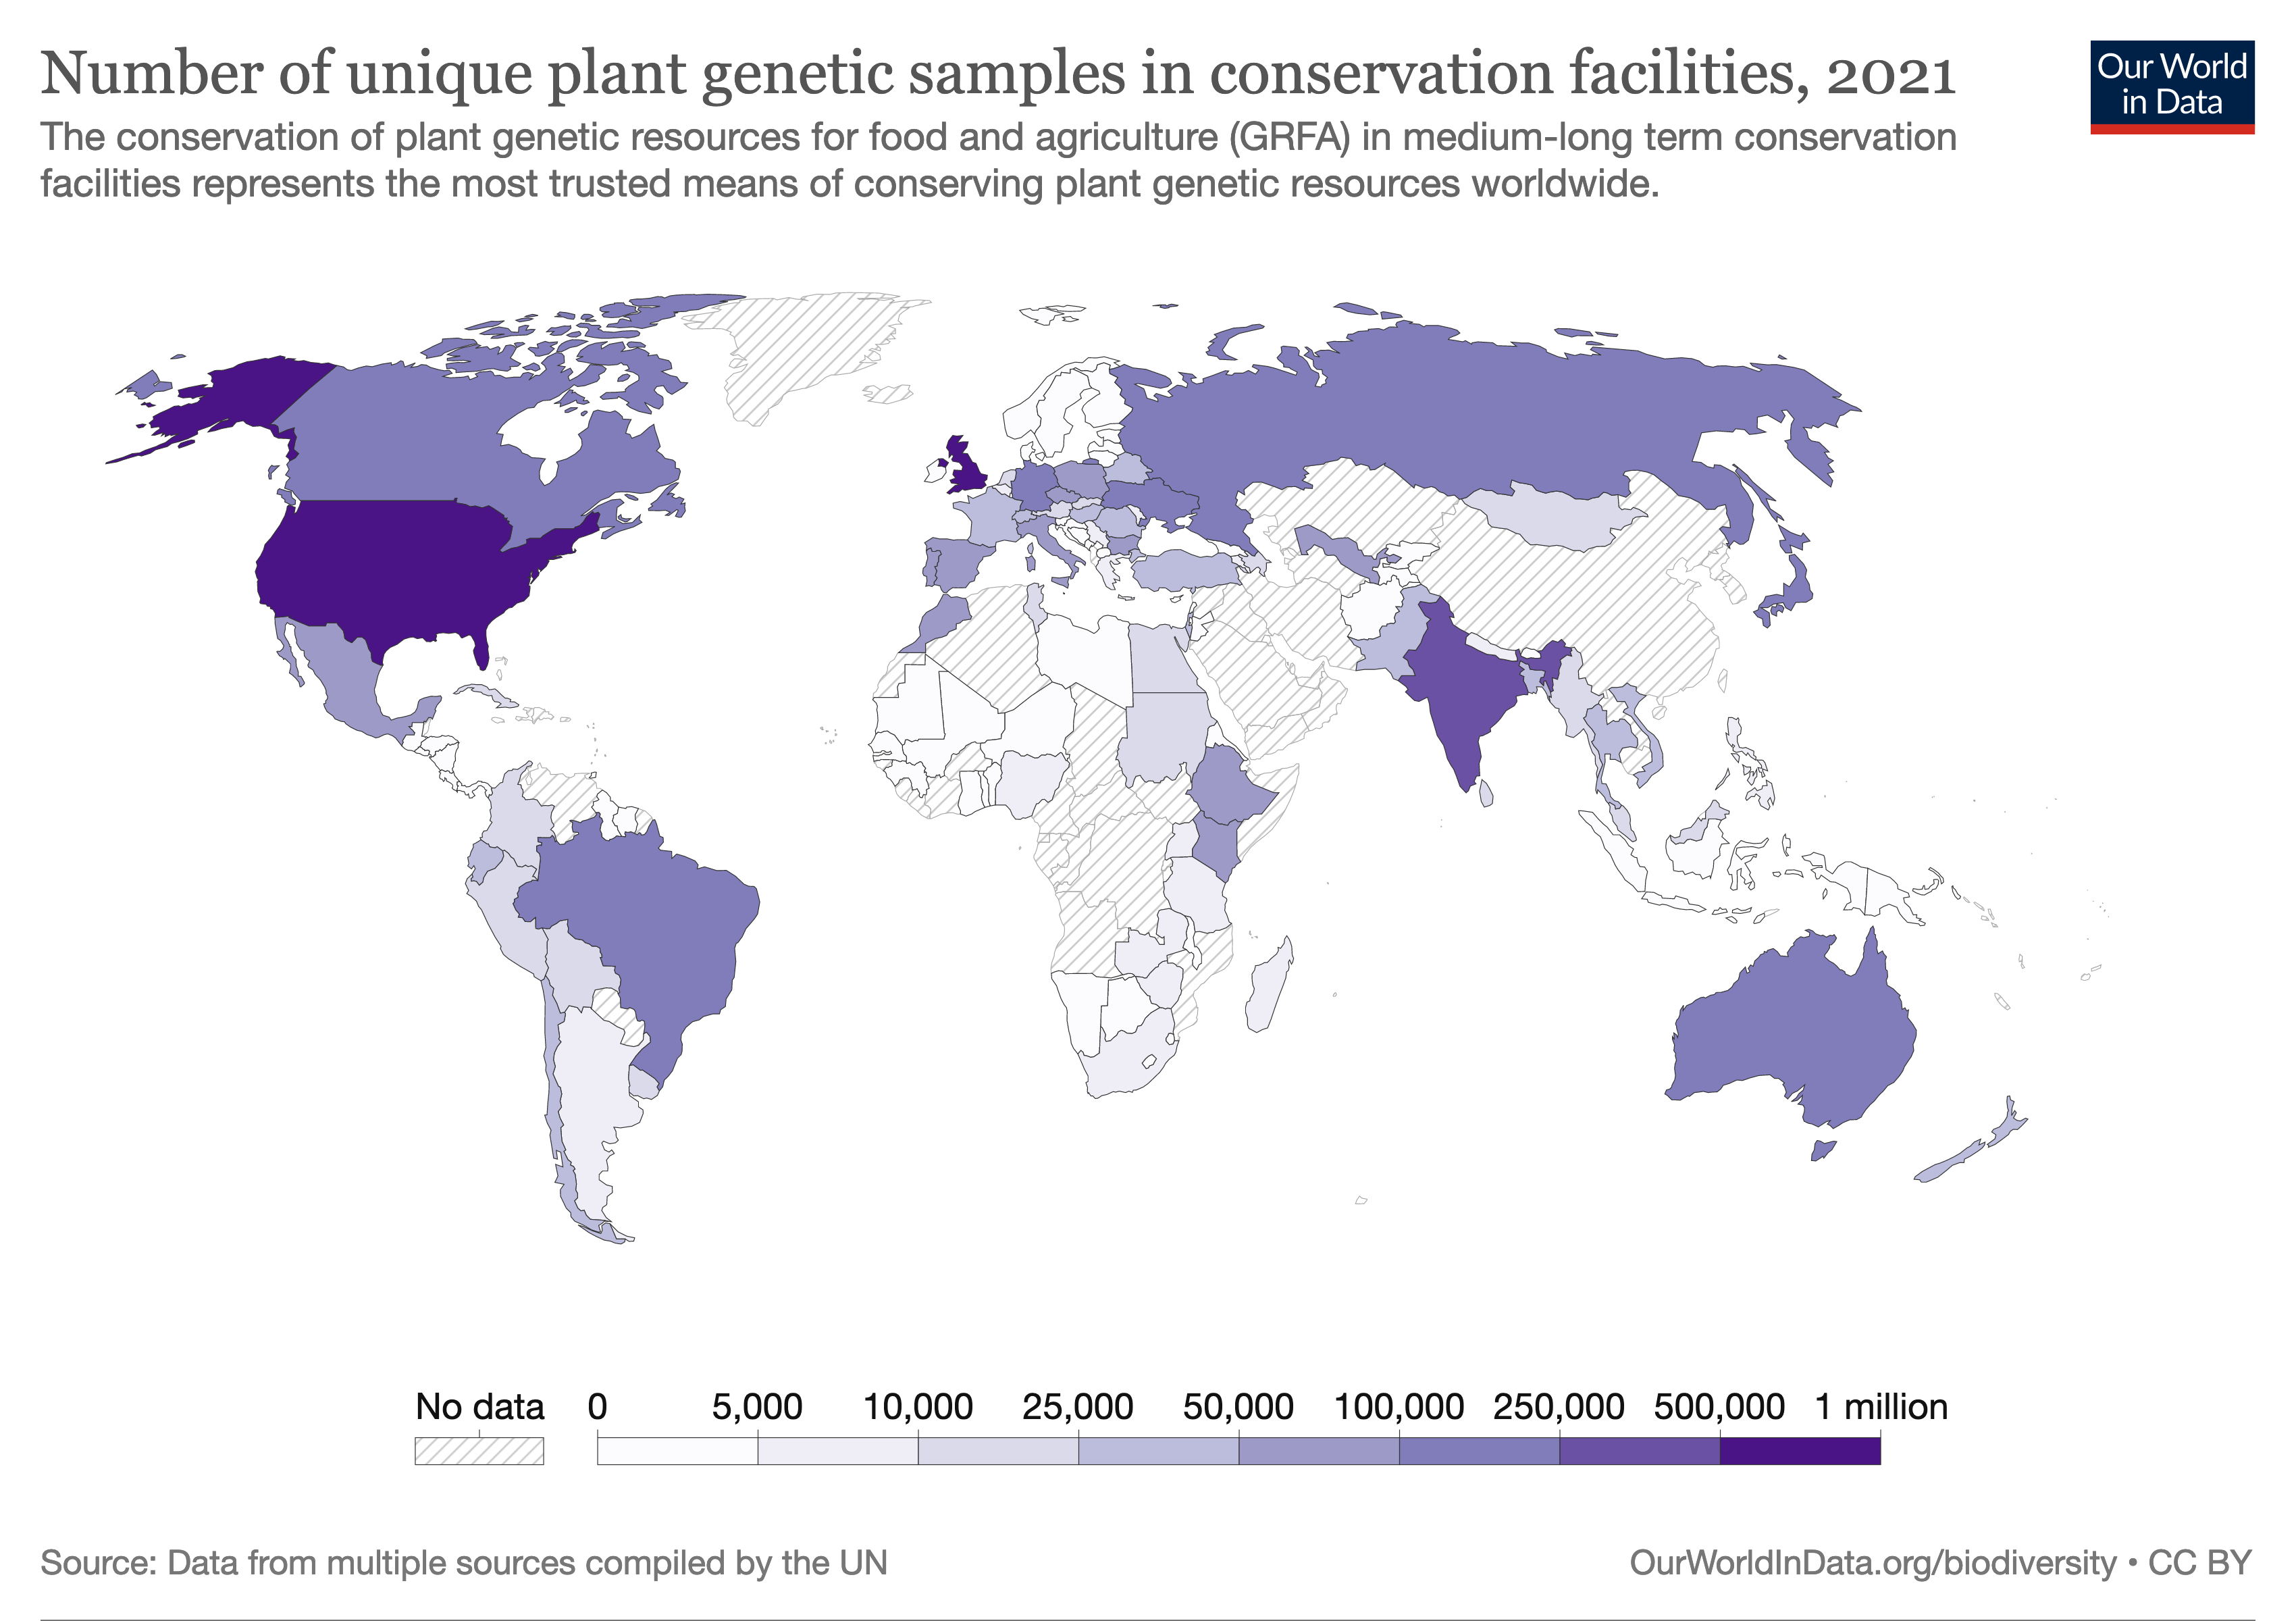 Number of unique plant genetic samples in conservation facilities, 2021
Our World
in Data
The conservation of plant genetic resources for food and agriculture (GRFA) in medium-long term conservation
facilities represents the most trusted means of conserving plant genetic resources worldwide.
No data 0 5,000 10,000 25,000 50,000 100,000 250,000 500,000 1 million
Source: Data from multiple sources compiled by the UN
OurWorldInData.org/biodiversity • CC BY